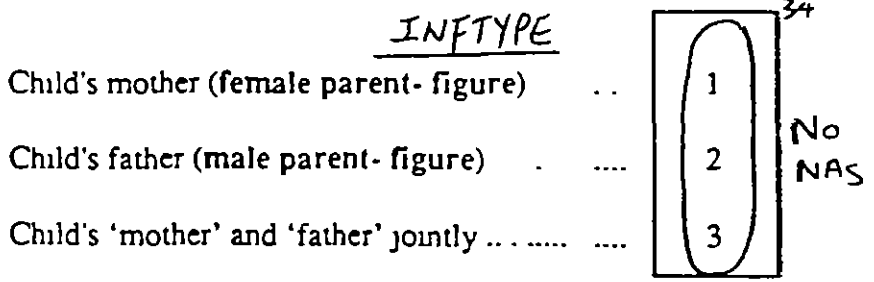 34
INFTYPE
Child's mother (female parent- figure) .. 1
Child's father (male parent- figure) . .... 2
Child's 'mother' and 'father' jointly ... ..... .... 3
No
NAS